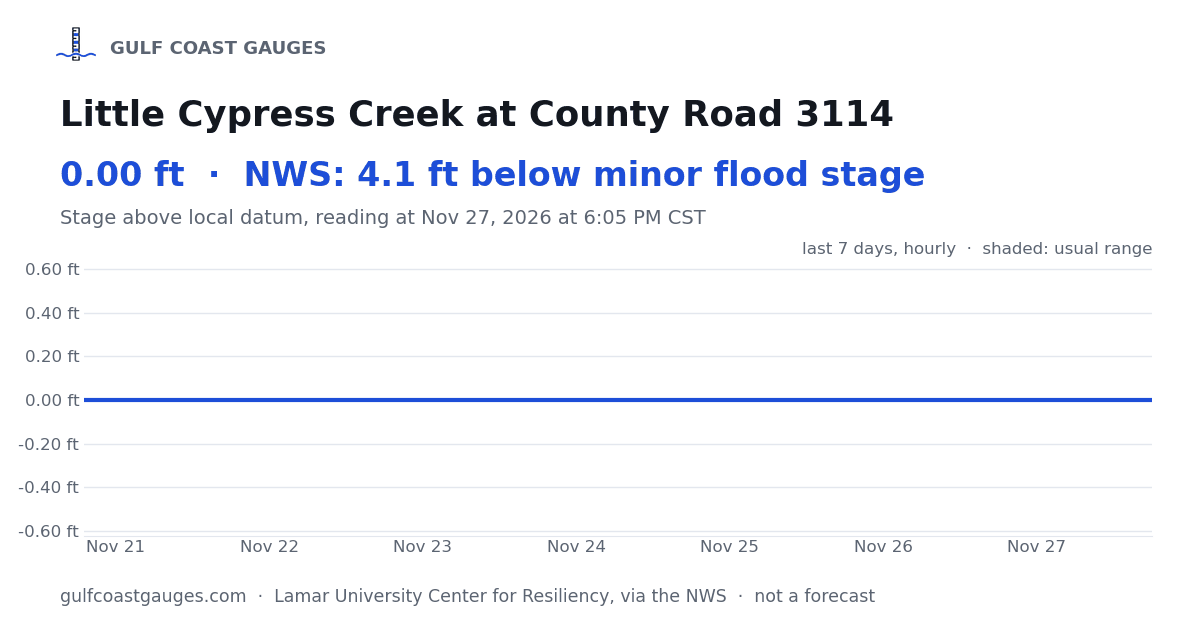 GULF COAST GAUGES
Little Cypress Creek at County Road 3114
0.00 ft · NWS: 4.1 ft below minor flood stage
Stage above local datum, reading at Nov 27, 2026 at 6:05 PM CST
last 7 days, hourly · shaded: usual range
0.60 ft
0.40 ft
0.20 ft
0.00 ft
-0.20 ft
-0.40 ft
-0.60 ft
Nov 21 Nov 22 Nov 23 Nov 24 Nov 25 Nov 26 Nov 27
gulfcoastgauges.com · Lamar University Center for Resiliency, via the NWS · not a forecast